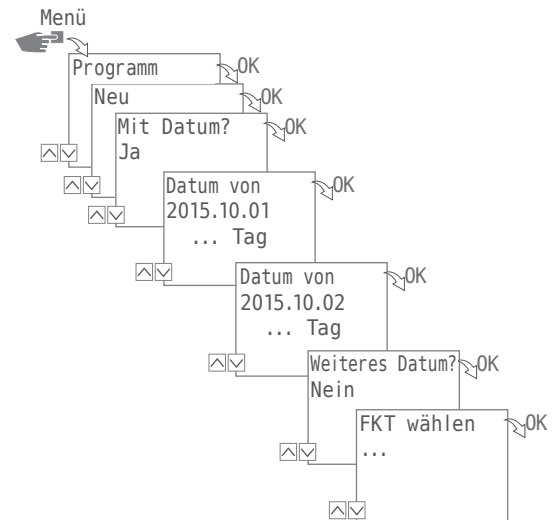 Menü
Programm
OK
Neu
OK
Mit Datum?
OK
Ja
Datum von
OK
2015.10.01
... Tag
Datum von
OK
2015.10.02
... Tag
Weiteres Datum?
OK
Nein
FKT wählen
OK
...